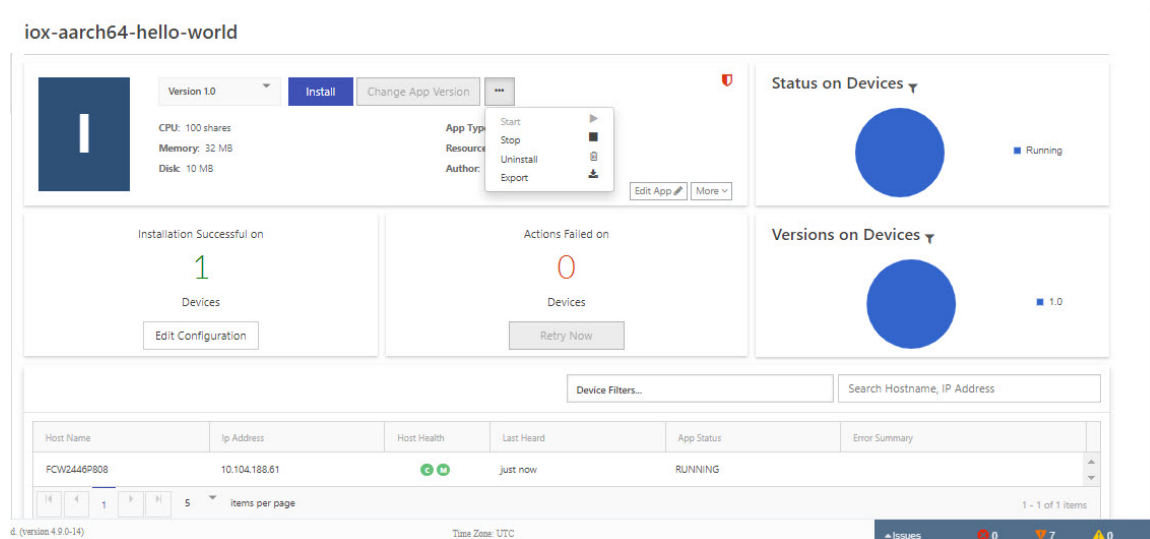 iox-aarch64-hello-world
I
Version 1.0
Install
Change App Version
•••
CPU: 100 shares
Memory: 32 MB
Disk: 10 MB
App Typ
Resource
Author:
Start
Stop
Uninstall
Export
Edit App
More
Status on Devices
Running
Installation Successful on
1
Devices
Edit Configuration
Actions Failed on
0
Devices
Retry Now
Versions on Devices
1.0
Device Filters...
Search Hostname, IP Address
Host Name Ip Address Host Health Last Heard App Status Error Summary
FCW2446P808 10.104.188.61 C M just now RUNNING
1 5 items per page 1 - 1 of 1 items
d. (version 4.9.0-14) Time Zone: UTC Issues 0 7 0